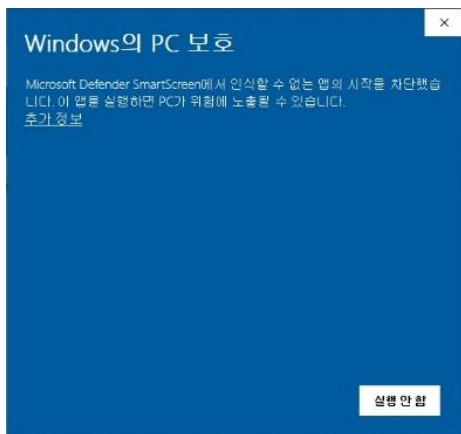 Windows의 PC 보호
Microsoft Defender SmartScreen에서 인식할 수 없는 앱의 시작을 차단했습
니다. 이 앱을 실행하면 PC가 위험에 노출될 수 있습니다.
추가 정보
실행 안 함